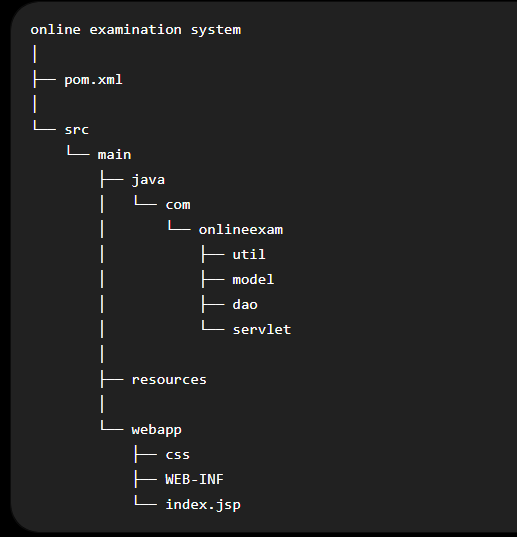 online examination system
│
├── pom.xml
│
└── src
    └── main
        ├── java
        │   └── com
        │       └── onlineexam
        │           ├── util
        │           ├── model
        │           ├── dao
        │           └── servlet
        │
        ├── resources
        │
        └── webapp
            ├── css
            ├── WEB-INF
            └── index.jsp